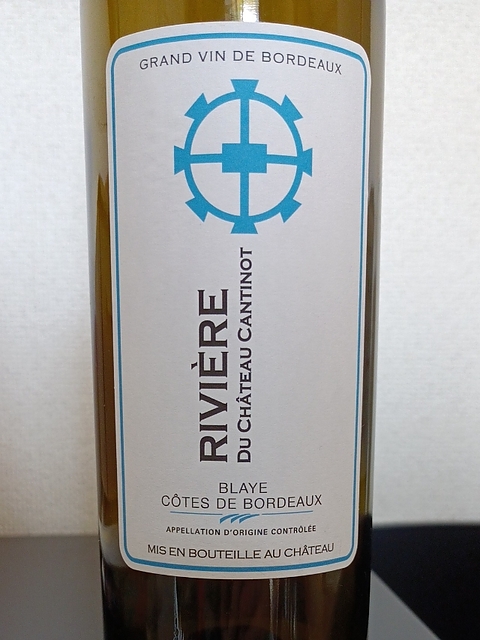 GRAND VIN DE BORDEAUX
RIVIÈRE
DU CHÂTEAU CANTINOT
BLAYE
CÔTES DE BORDEAUX
APPELLATION D'ORIGINE CONTRÔLÉE
MIS EN BOUTEILLE AU CHÂTEAU